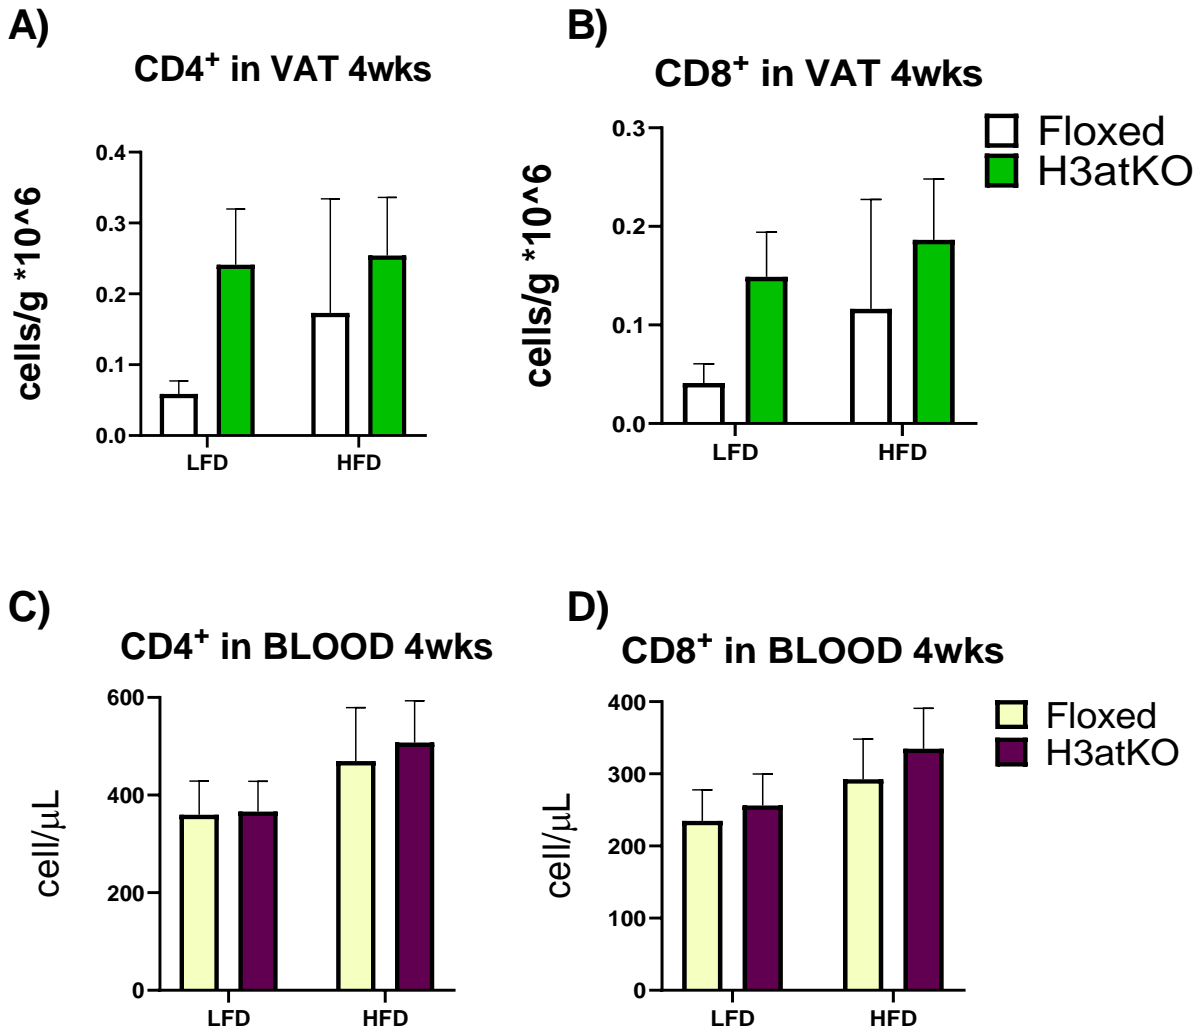 A)
CD4⁺ in VAT 4wks
cells/g *10^6
0.4
0.3
0.2
0.1
0.0
LFD HFD
B)
CD8⁺ in VAT 4wks
cells/g *10^6
0.3
0.2
0.1
0.0
LFD HFD
Floxed
H3atKO
C)
CD4⁺ in BLOOD 4wks
cell/μL
600
400
200
0
LFD HFD
D)
CD8⁺ in BLOOD 4wks
cell/μL
400
300
200
100
0
LFD HFD
Floxed
H3atKO